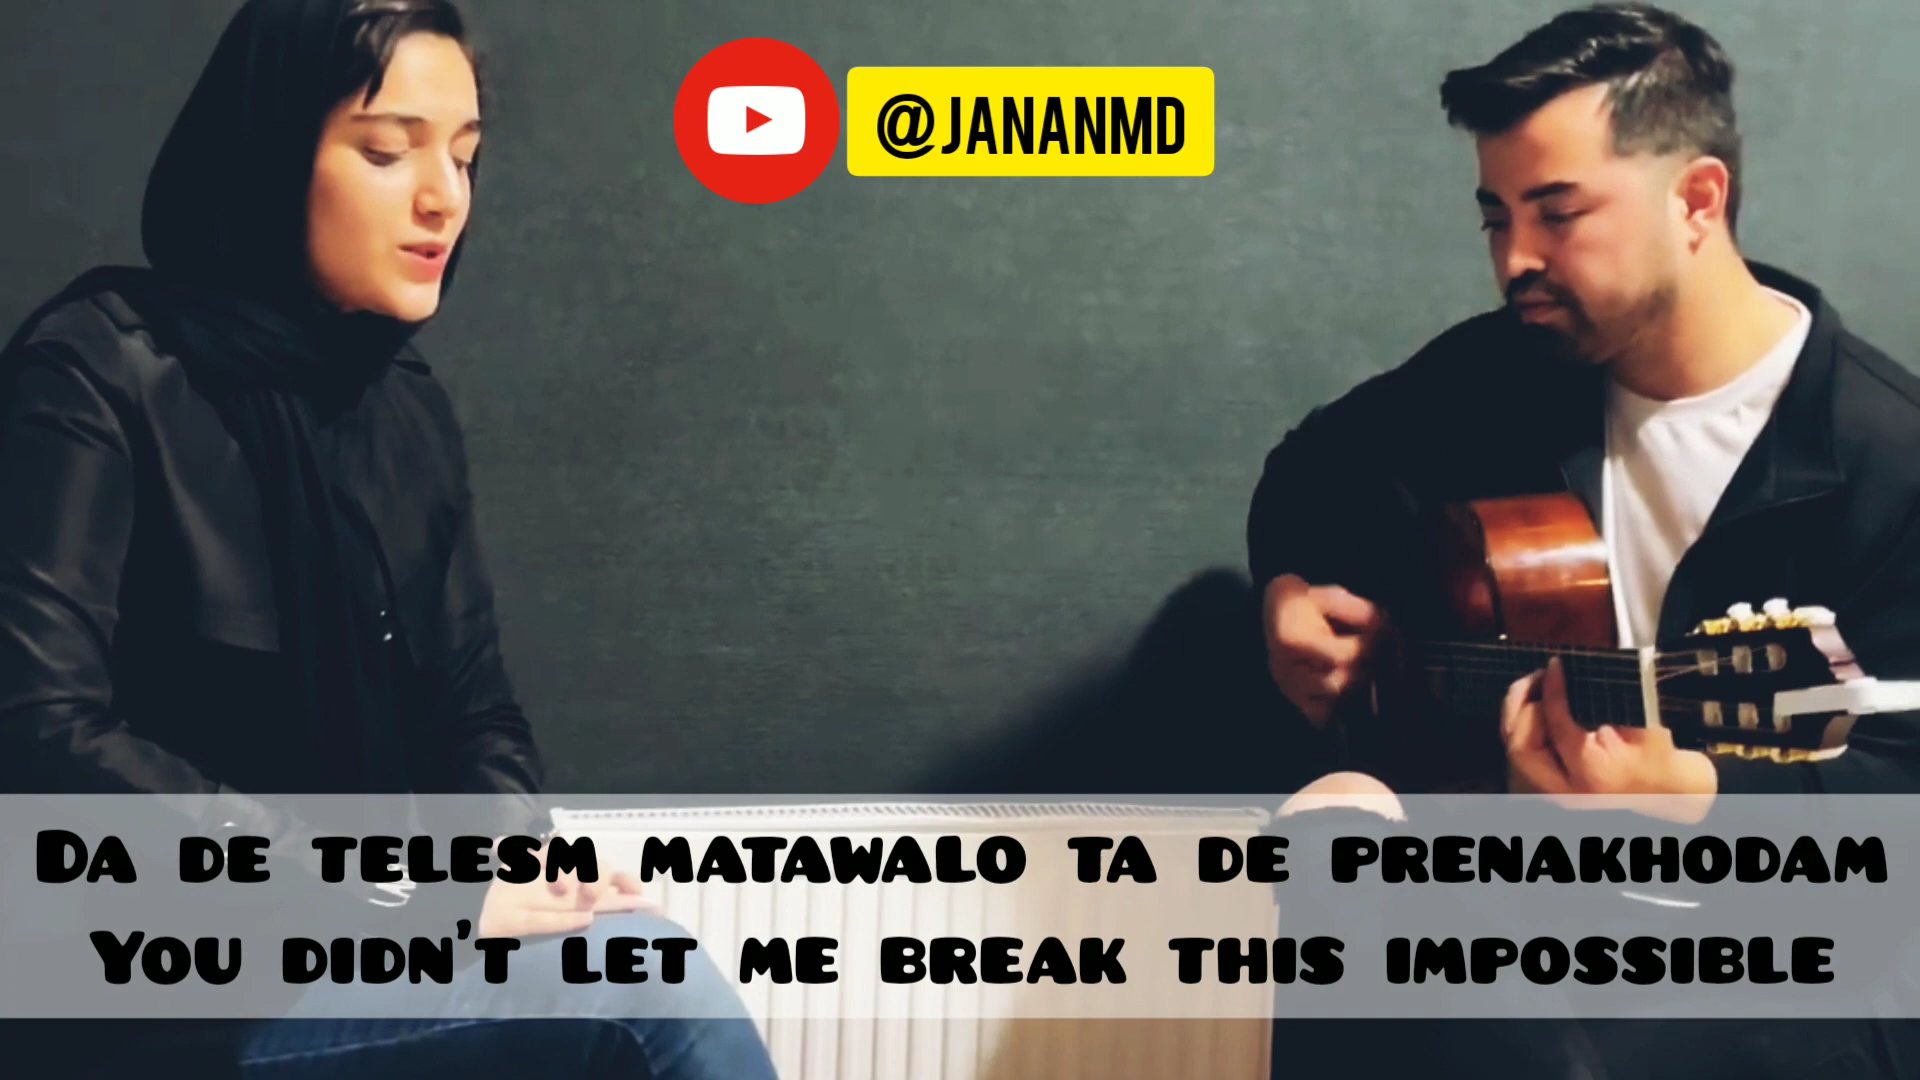 @JANANMD
DA DE TELESM MATAWALO TA DE PRENAKHODAM
YOU DIDN'T LET ME BREAK THIS IMPOSSIBLE